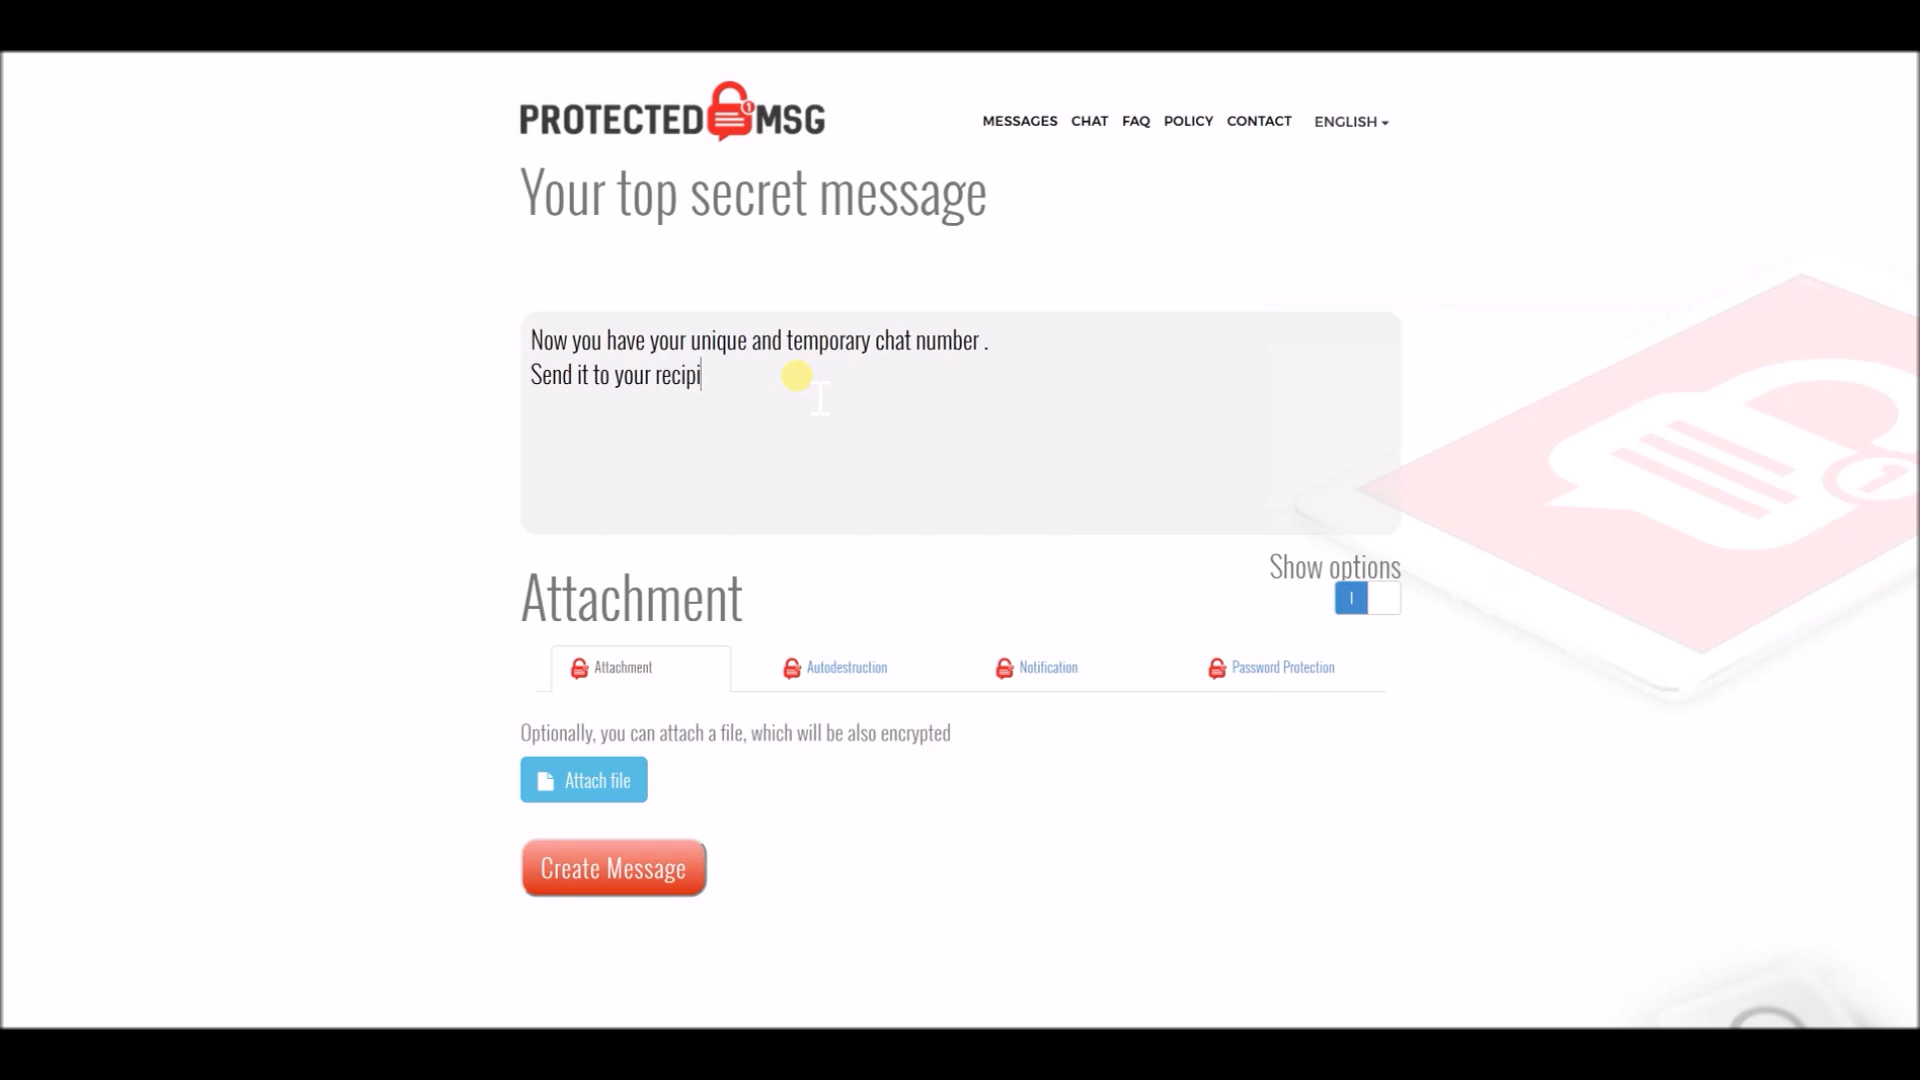 PROTECTED MSG
MESSAGES CHAT FAQ POLICY CONTACT ENGLISH
Your top secret message
Now you have your unique and temporary chat number .
Send it to your recipi
Show options
Attachment
Attachment Autodestruction Notification Password Protection
Optionally, you can attach a file, which will be also encrypted
Attach file
Create Message